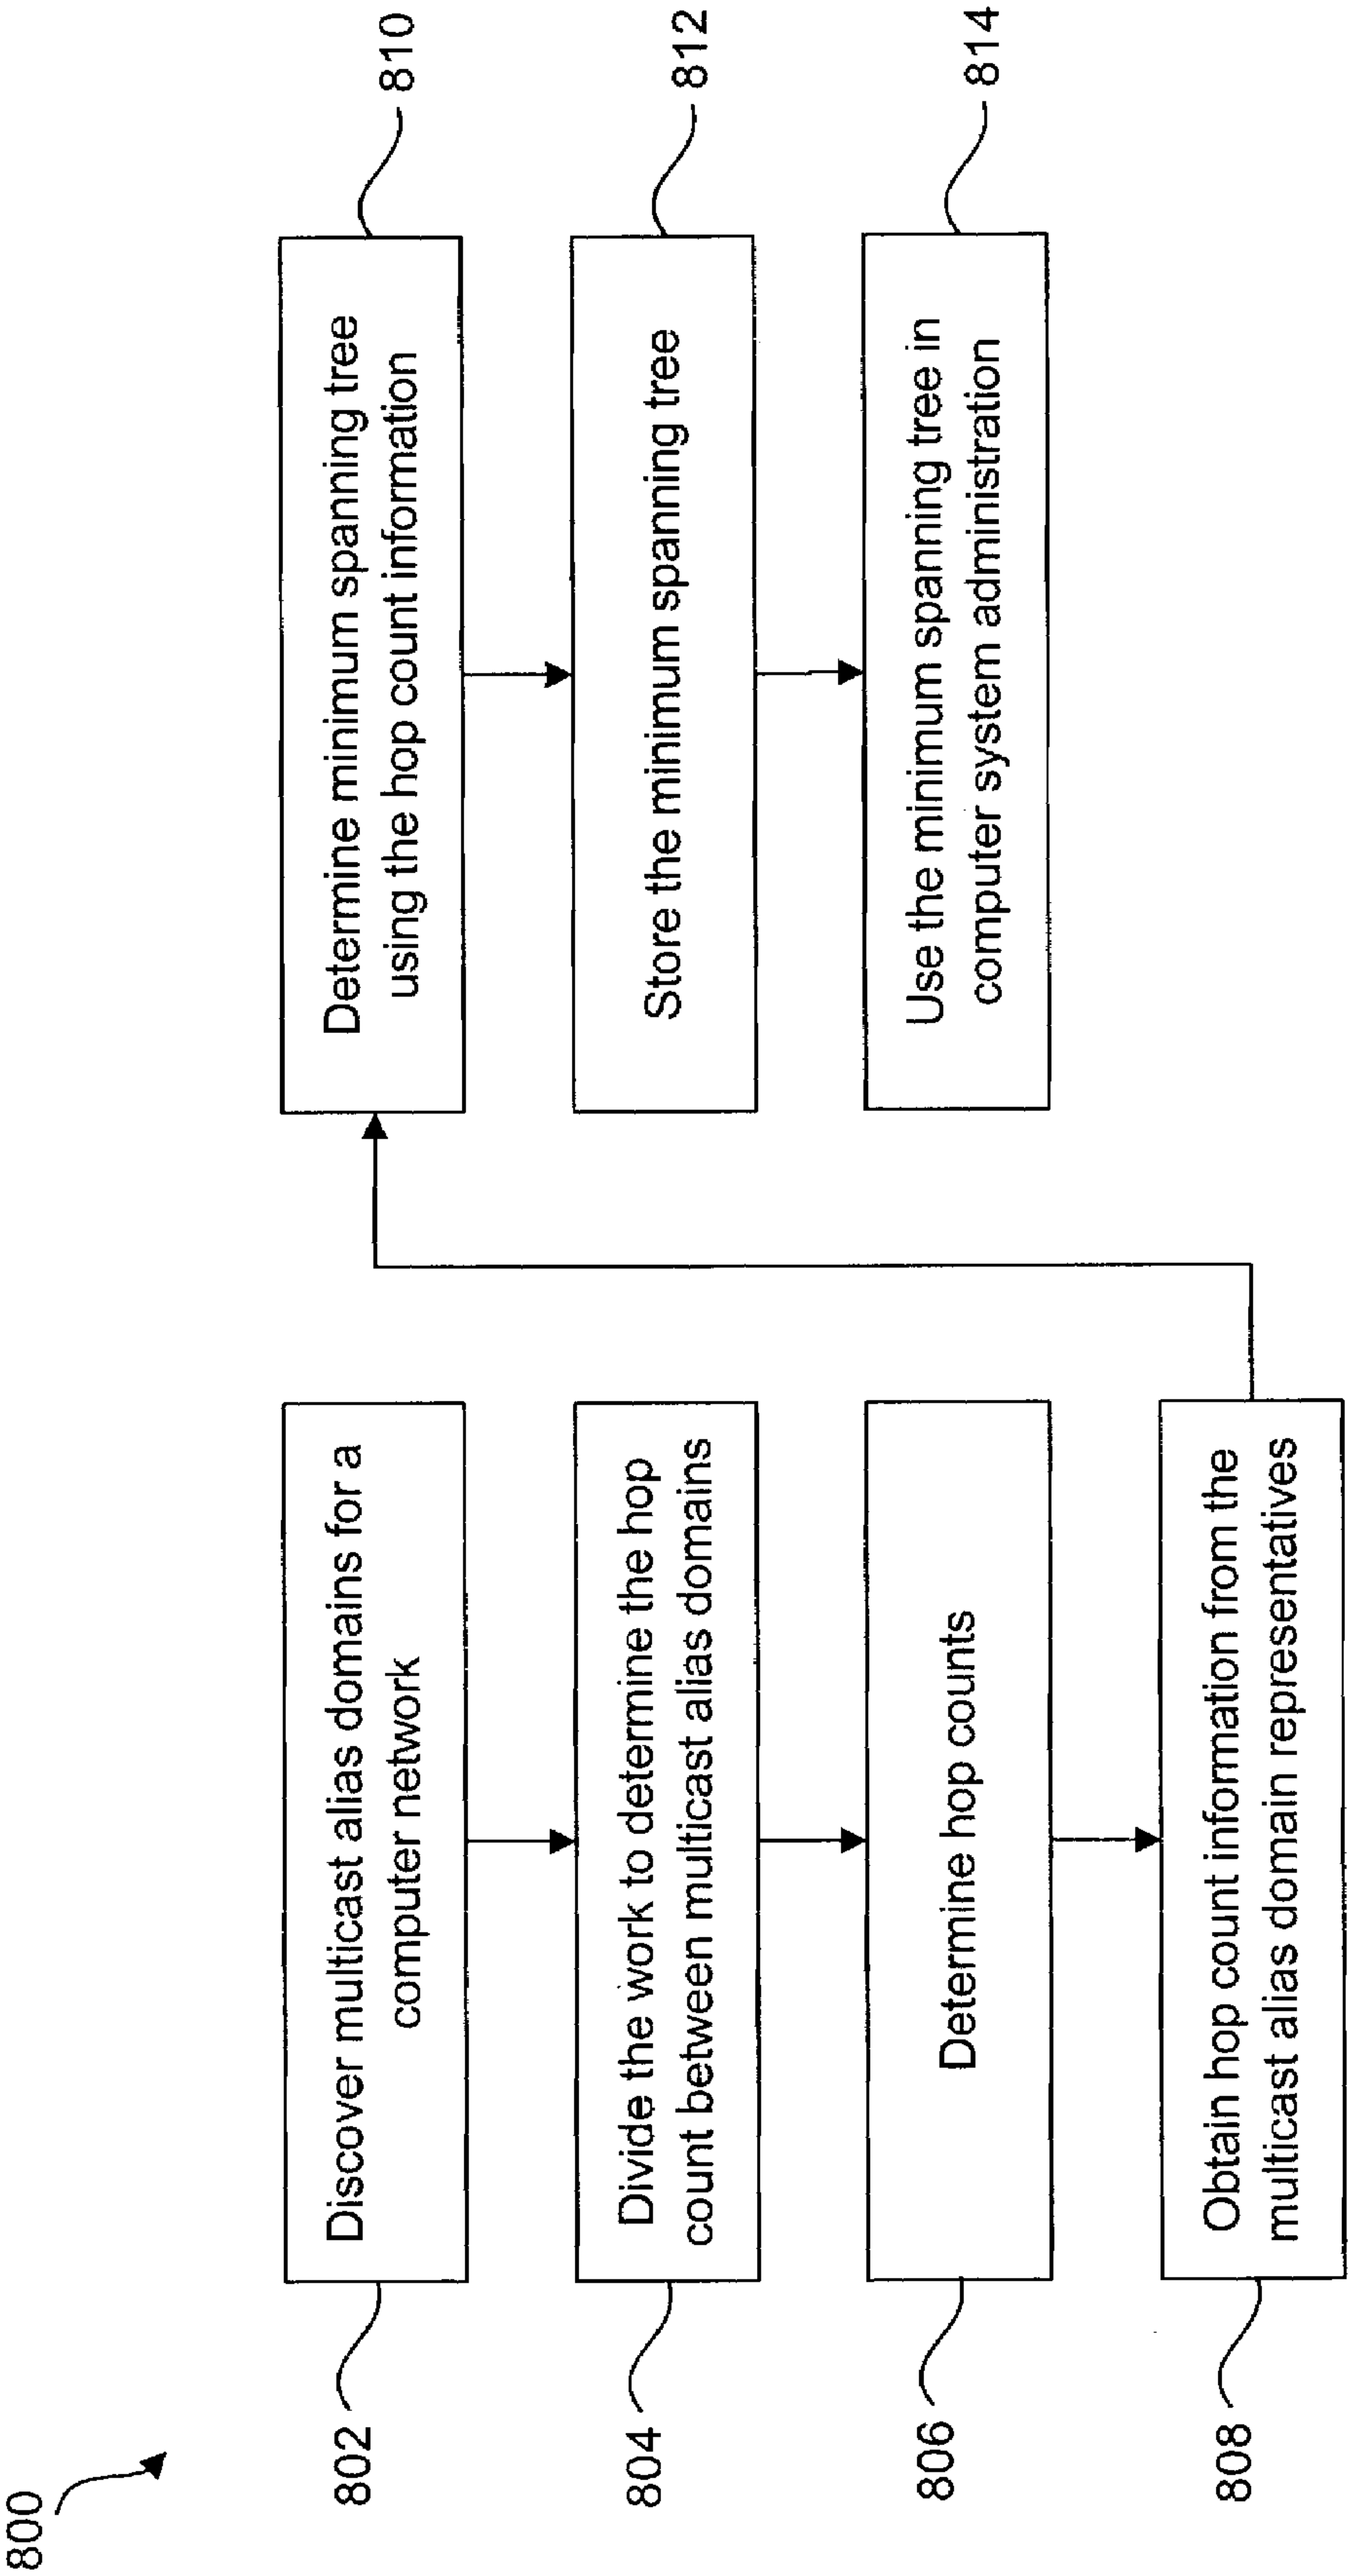 800
802
Discover multicast alias domains for a
computer network
804
Divide the work to determine the hop
count between multicast alias domains
806
Determine hop counts
808
Obtain hop count information from the
multicast alias domain representatives
Determine minimum spanning tree
using the hop count information
810
Store the minimum spanning tree
812
Use the minimum spanning tree in
computer system administration
814